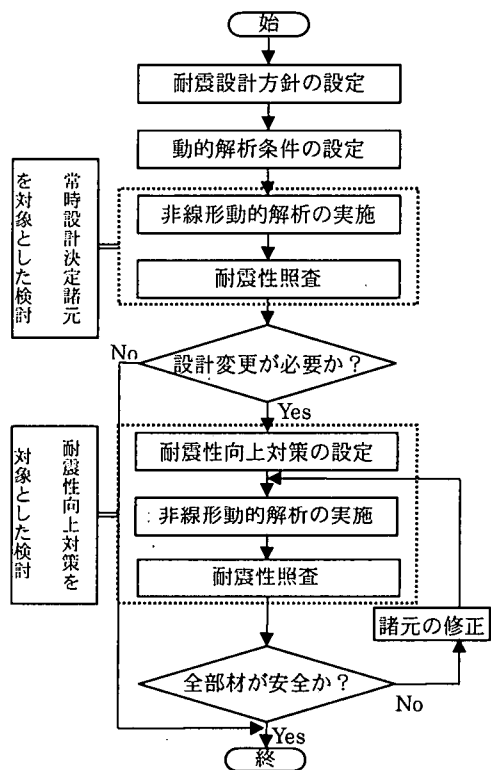 始
耐震設計方針の設定
動的解析条件の設定
常時設計決定諸元
を対象とした検討
非線形動的解析の実施
耐震性照査
設計変更が必要か？
No
Yes
耐震性向上対策を
対象とした検討
耐震性向上対策の設定
非線形動的解析の実施
耐震性照査
諸元の修正
全部材が安全か？
No
Yes
終